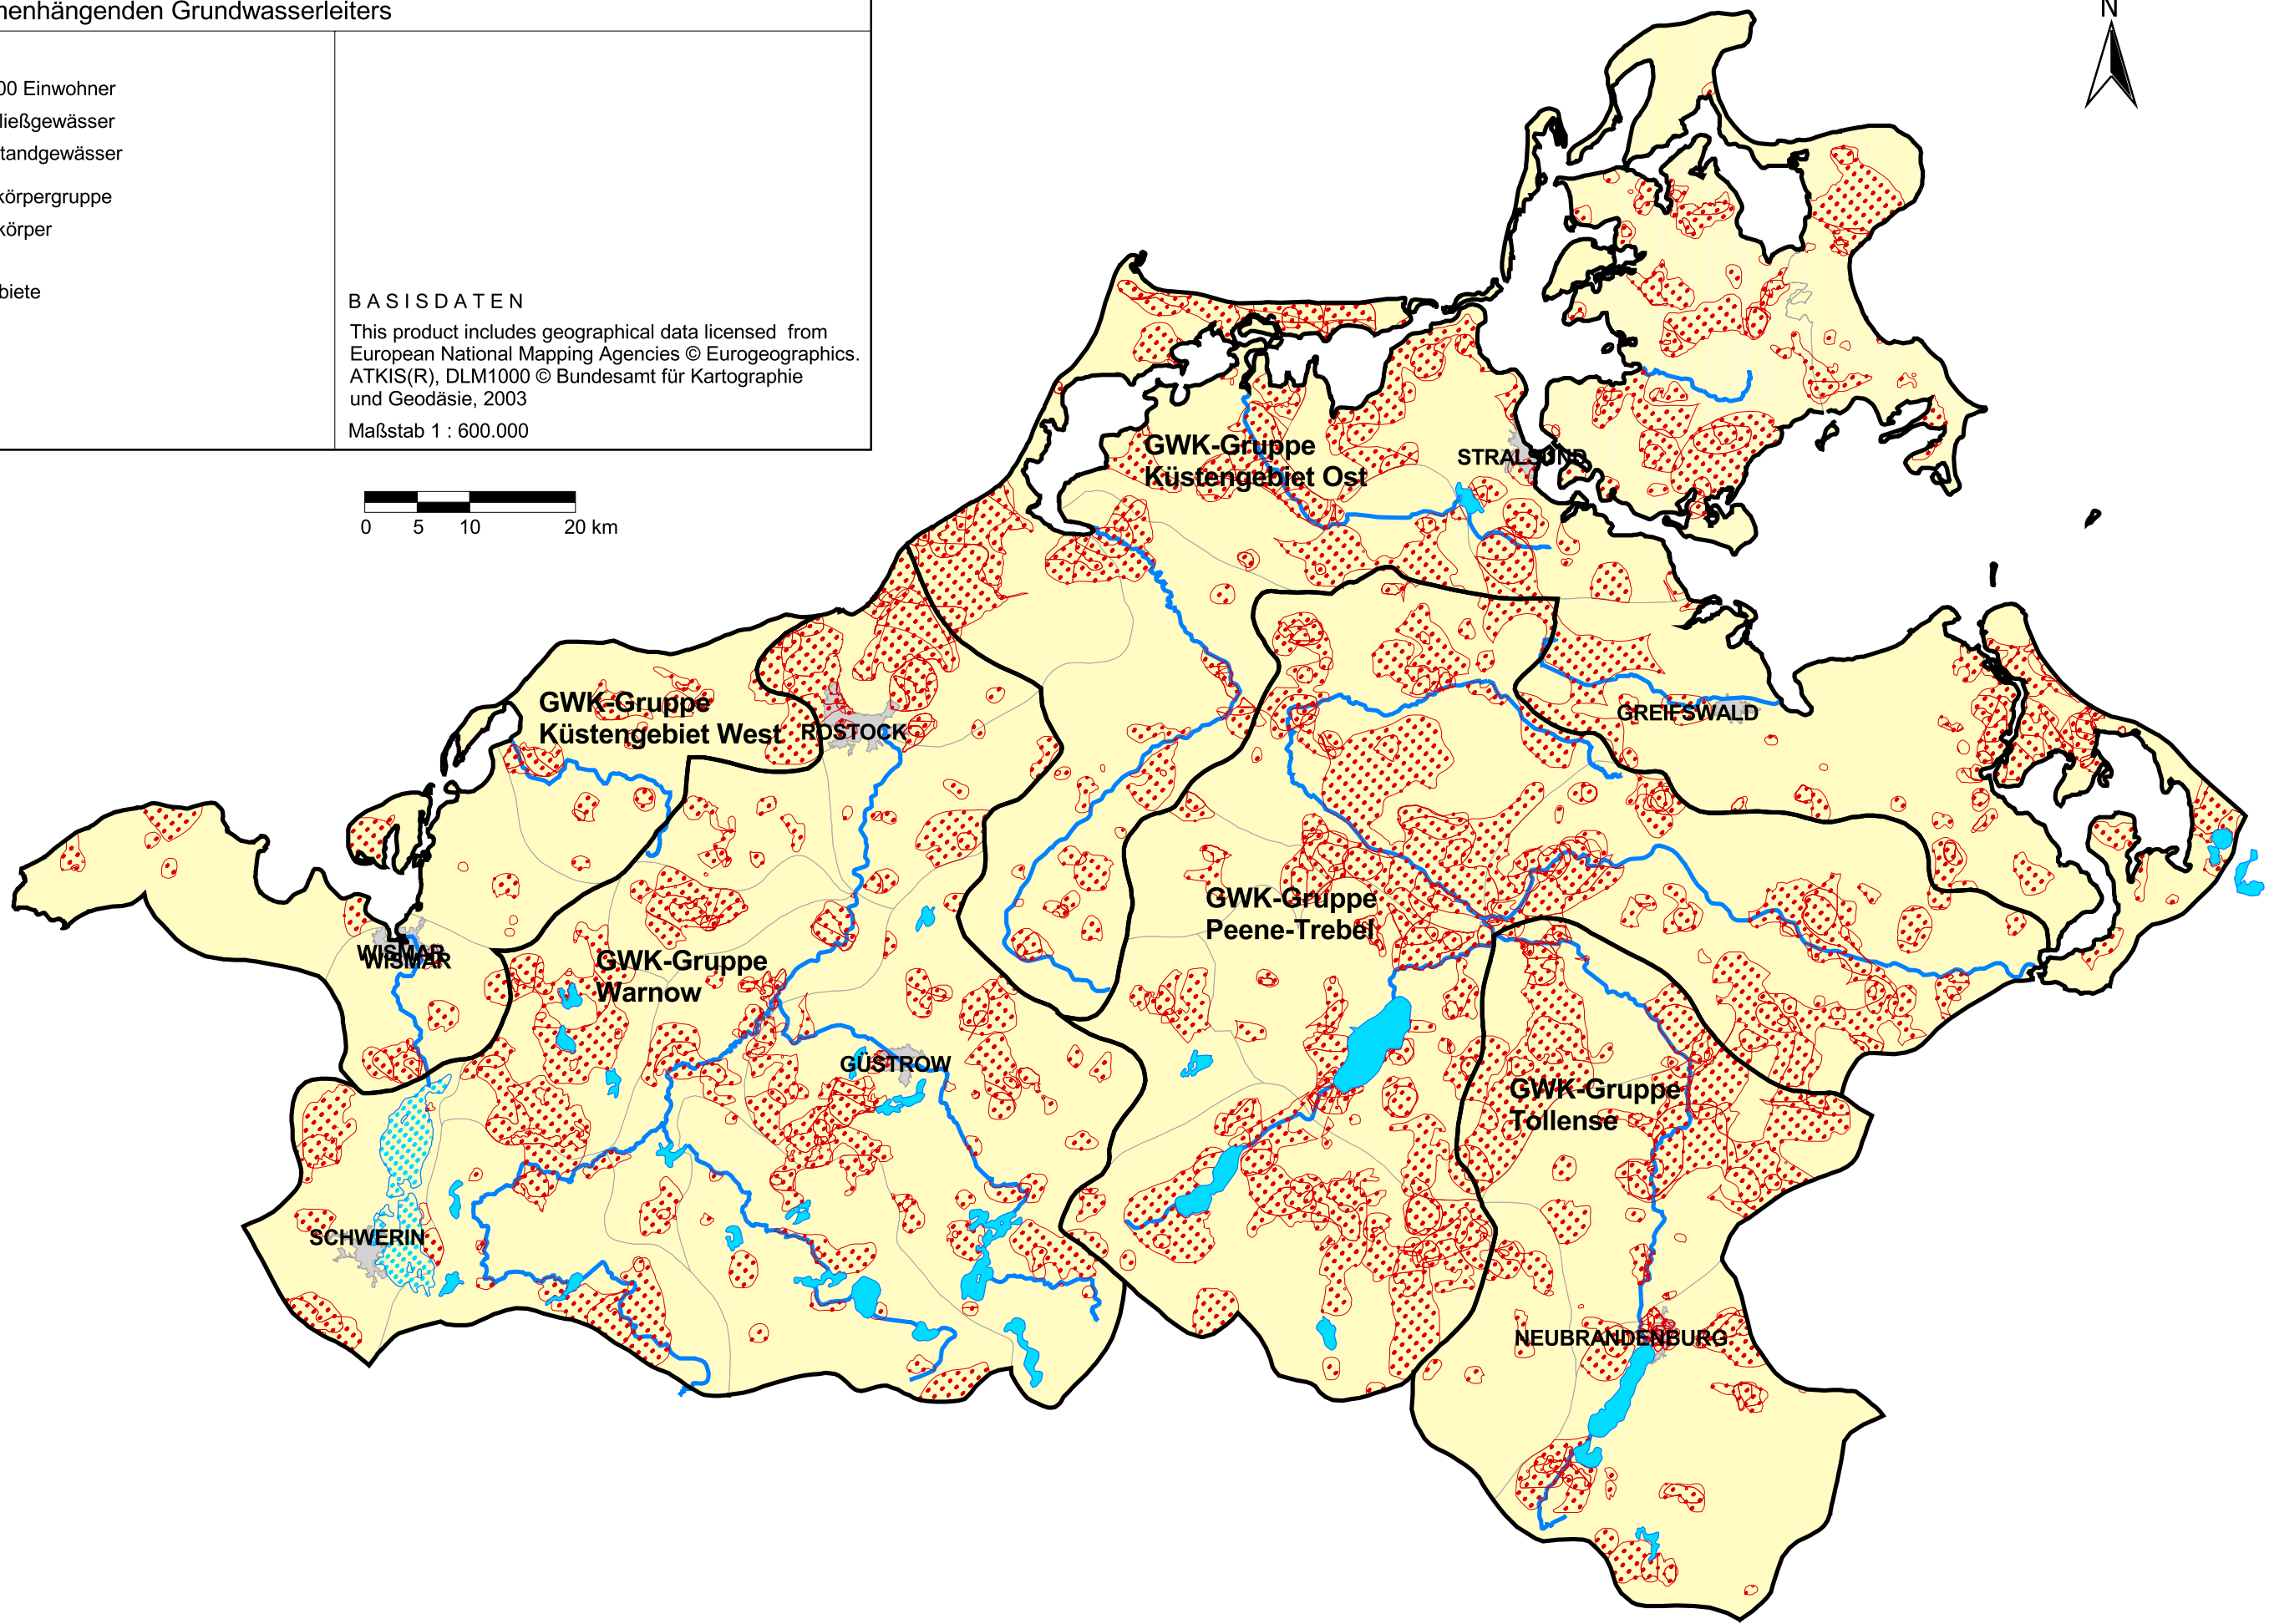 menhängenden Grundwasserleiters
00 Einwohner
ließgewässer
tandgewässer
körpergruppe
körper
biete
BASISDATEN
This product includes geographical data licensed from
European National Mapping Agencies © Eurogeographics.
ATKIS(R), DLM1000 © Bundesamt für Kartographie
und Geodäsie, 2003
Maßstab 1 : 600.000
0 5 10 20 km
N
GWK-Gruppe
Küstengebiet Ost
STRALSUND
GWK-Gruppe
Küstengebiet West
ROSTOCK
GREIFSWALD
GWK-Gruppe
Peene-Trebel
WISMAR
WISMAR
GWK-Gruppe
Warnow
GÜSTROW
GWK-Gruppe
Tollense
SCHWERIN
NEUBRANDENBURG